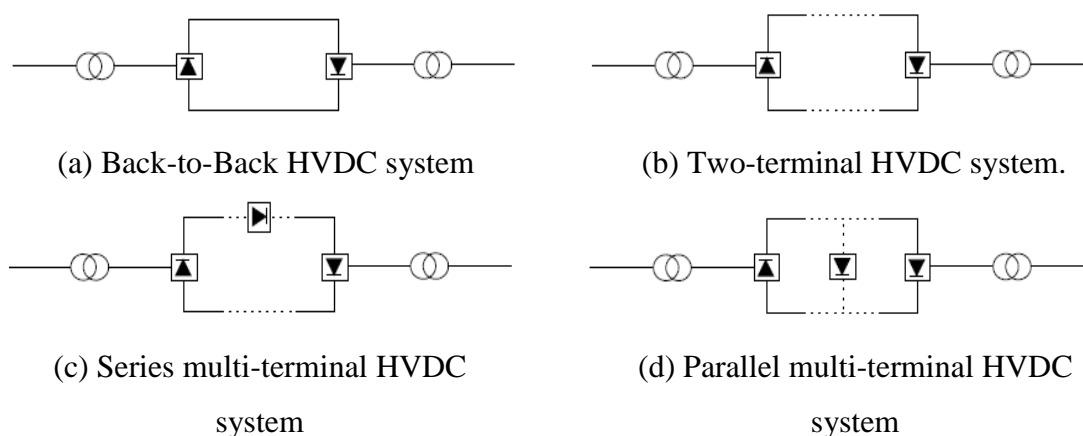 (a) Back-to-Back HVDC system
(b) Two-terminal HVDC system.
(c) Series multi-terminal HVDC
system
(d) Parallel multi-terminal HVDC
system